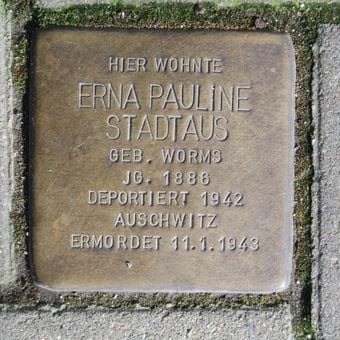 HIER WOHNTE
ERNA PAULINE
STADTAUS
GEB. WORMS
JG. 1886
DEPORTIERT 1942
AUSCHWITZ
ERMORDET 11.1.1943